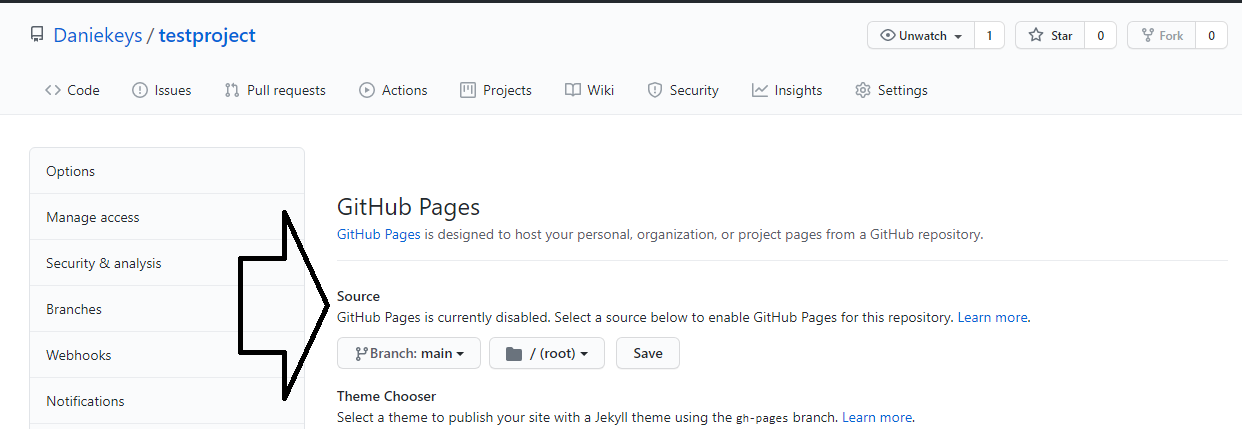 Daniekeys / testproject
Unwatch 1 Star 0 Fork 0
Code Issues Pull requests Actions Projects Wiki Security Insights Settings
Options
Manage access
Security & analysis
Branches
Webhooks
Notifications
GitHub Pages
GitHub Pages is designed to host your personal, organization, or project pages from a GitHub repository.
Source
GitHub Pages is currently disabled. Select a source below to enable GitHub Pages for this repository. Learn more.
Branch: main / (root) Save
Theme Chooser
Select a theme to publish your site with a Jekyll theme using the gh-pages branch. Learn more.